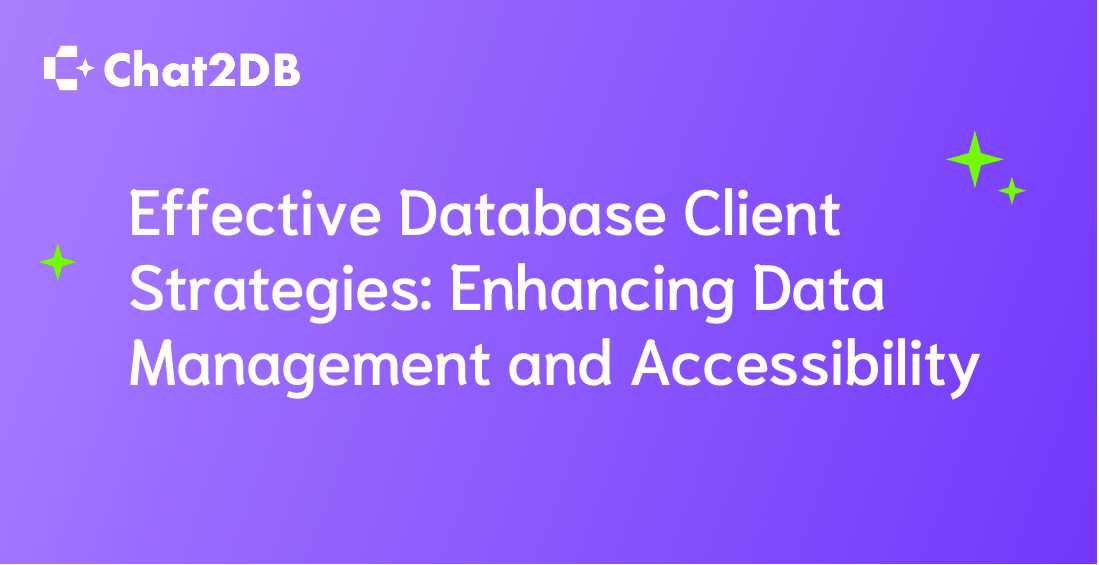 Chat2DB
Effective Database Client
Strategies: Enhancing Data
Management and Accessibility